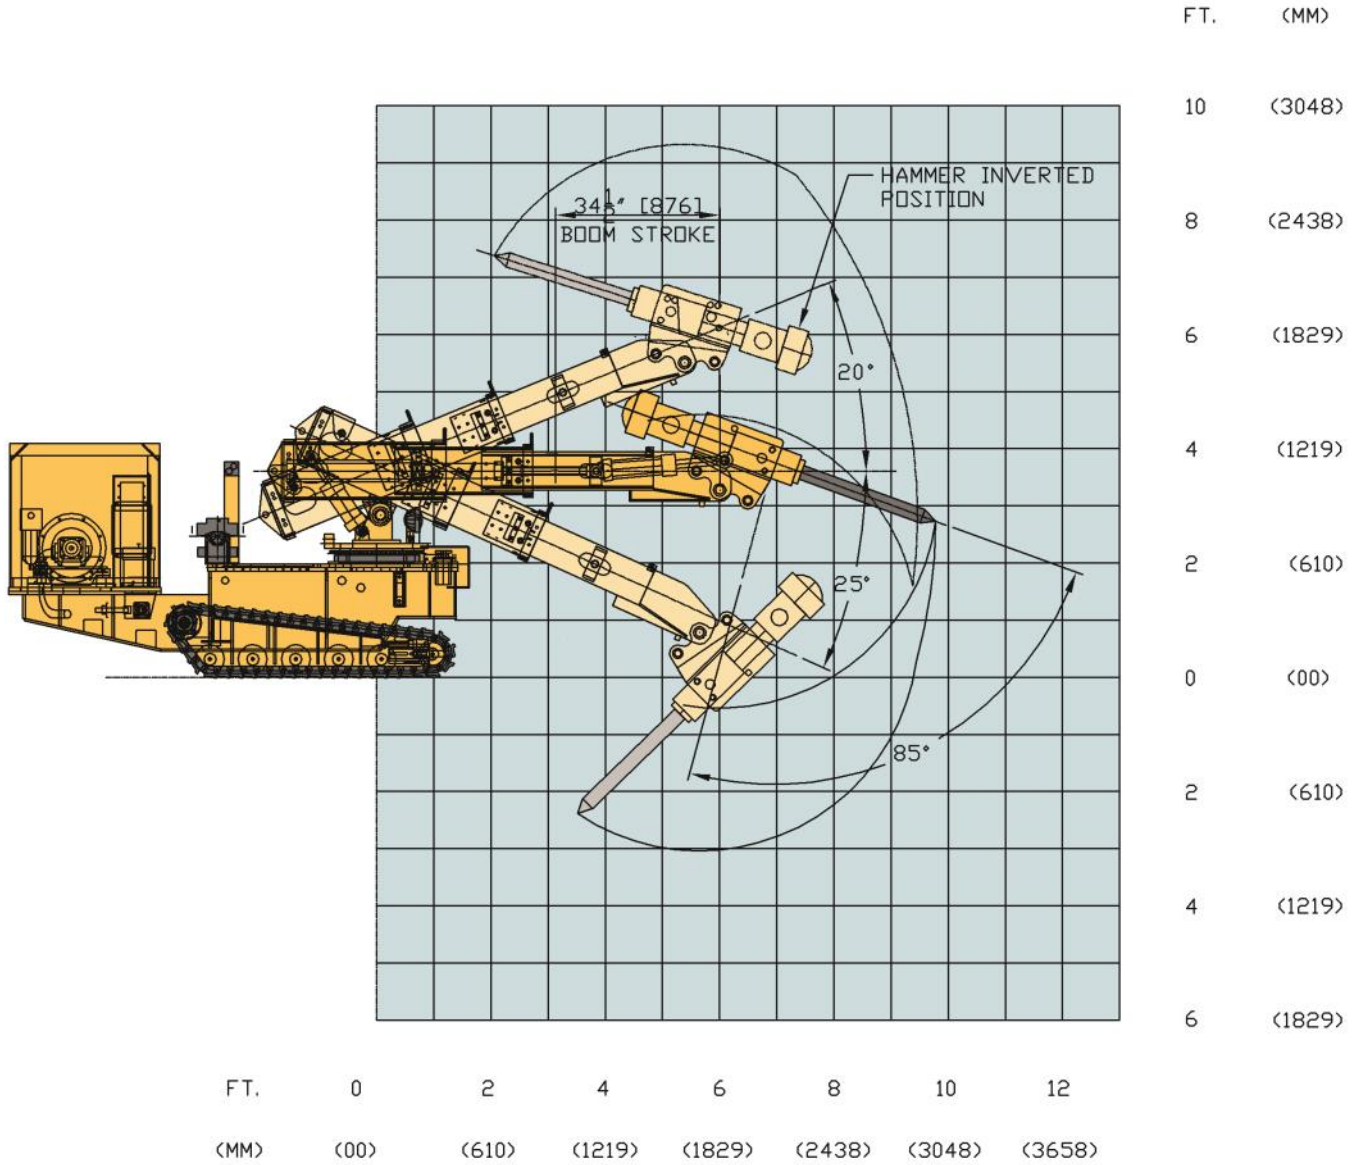 FT. (MM)
10 (3048)
HAMMER INVERTED
POSITION
34 1/2" [876]
BOOM STROKE
8 (2438)
6 (1829)
20°
4 (1219)
2 (610)
25°
0 (00)
85°
2 (610)
4 (1219)
6 (1829)
FT. 0 2 4 6 8 10 12
(MM) (00) (610) (1219) (1829) (2438) (3048) (3658)